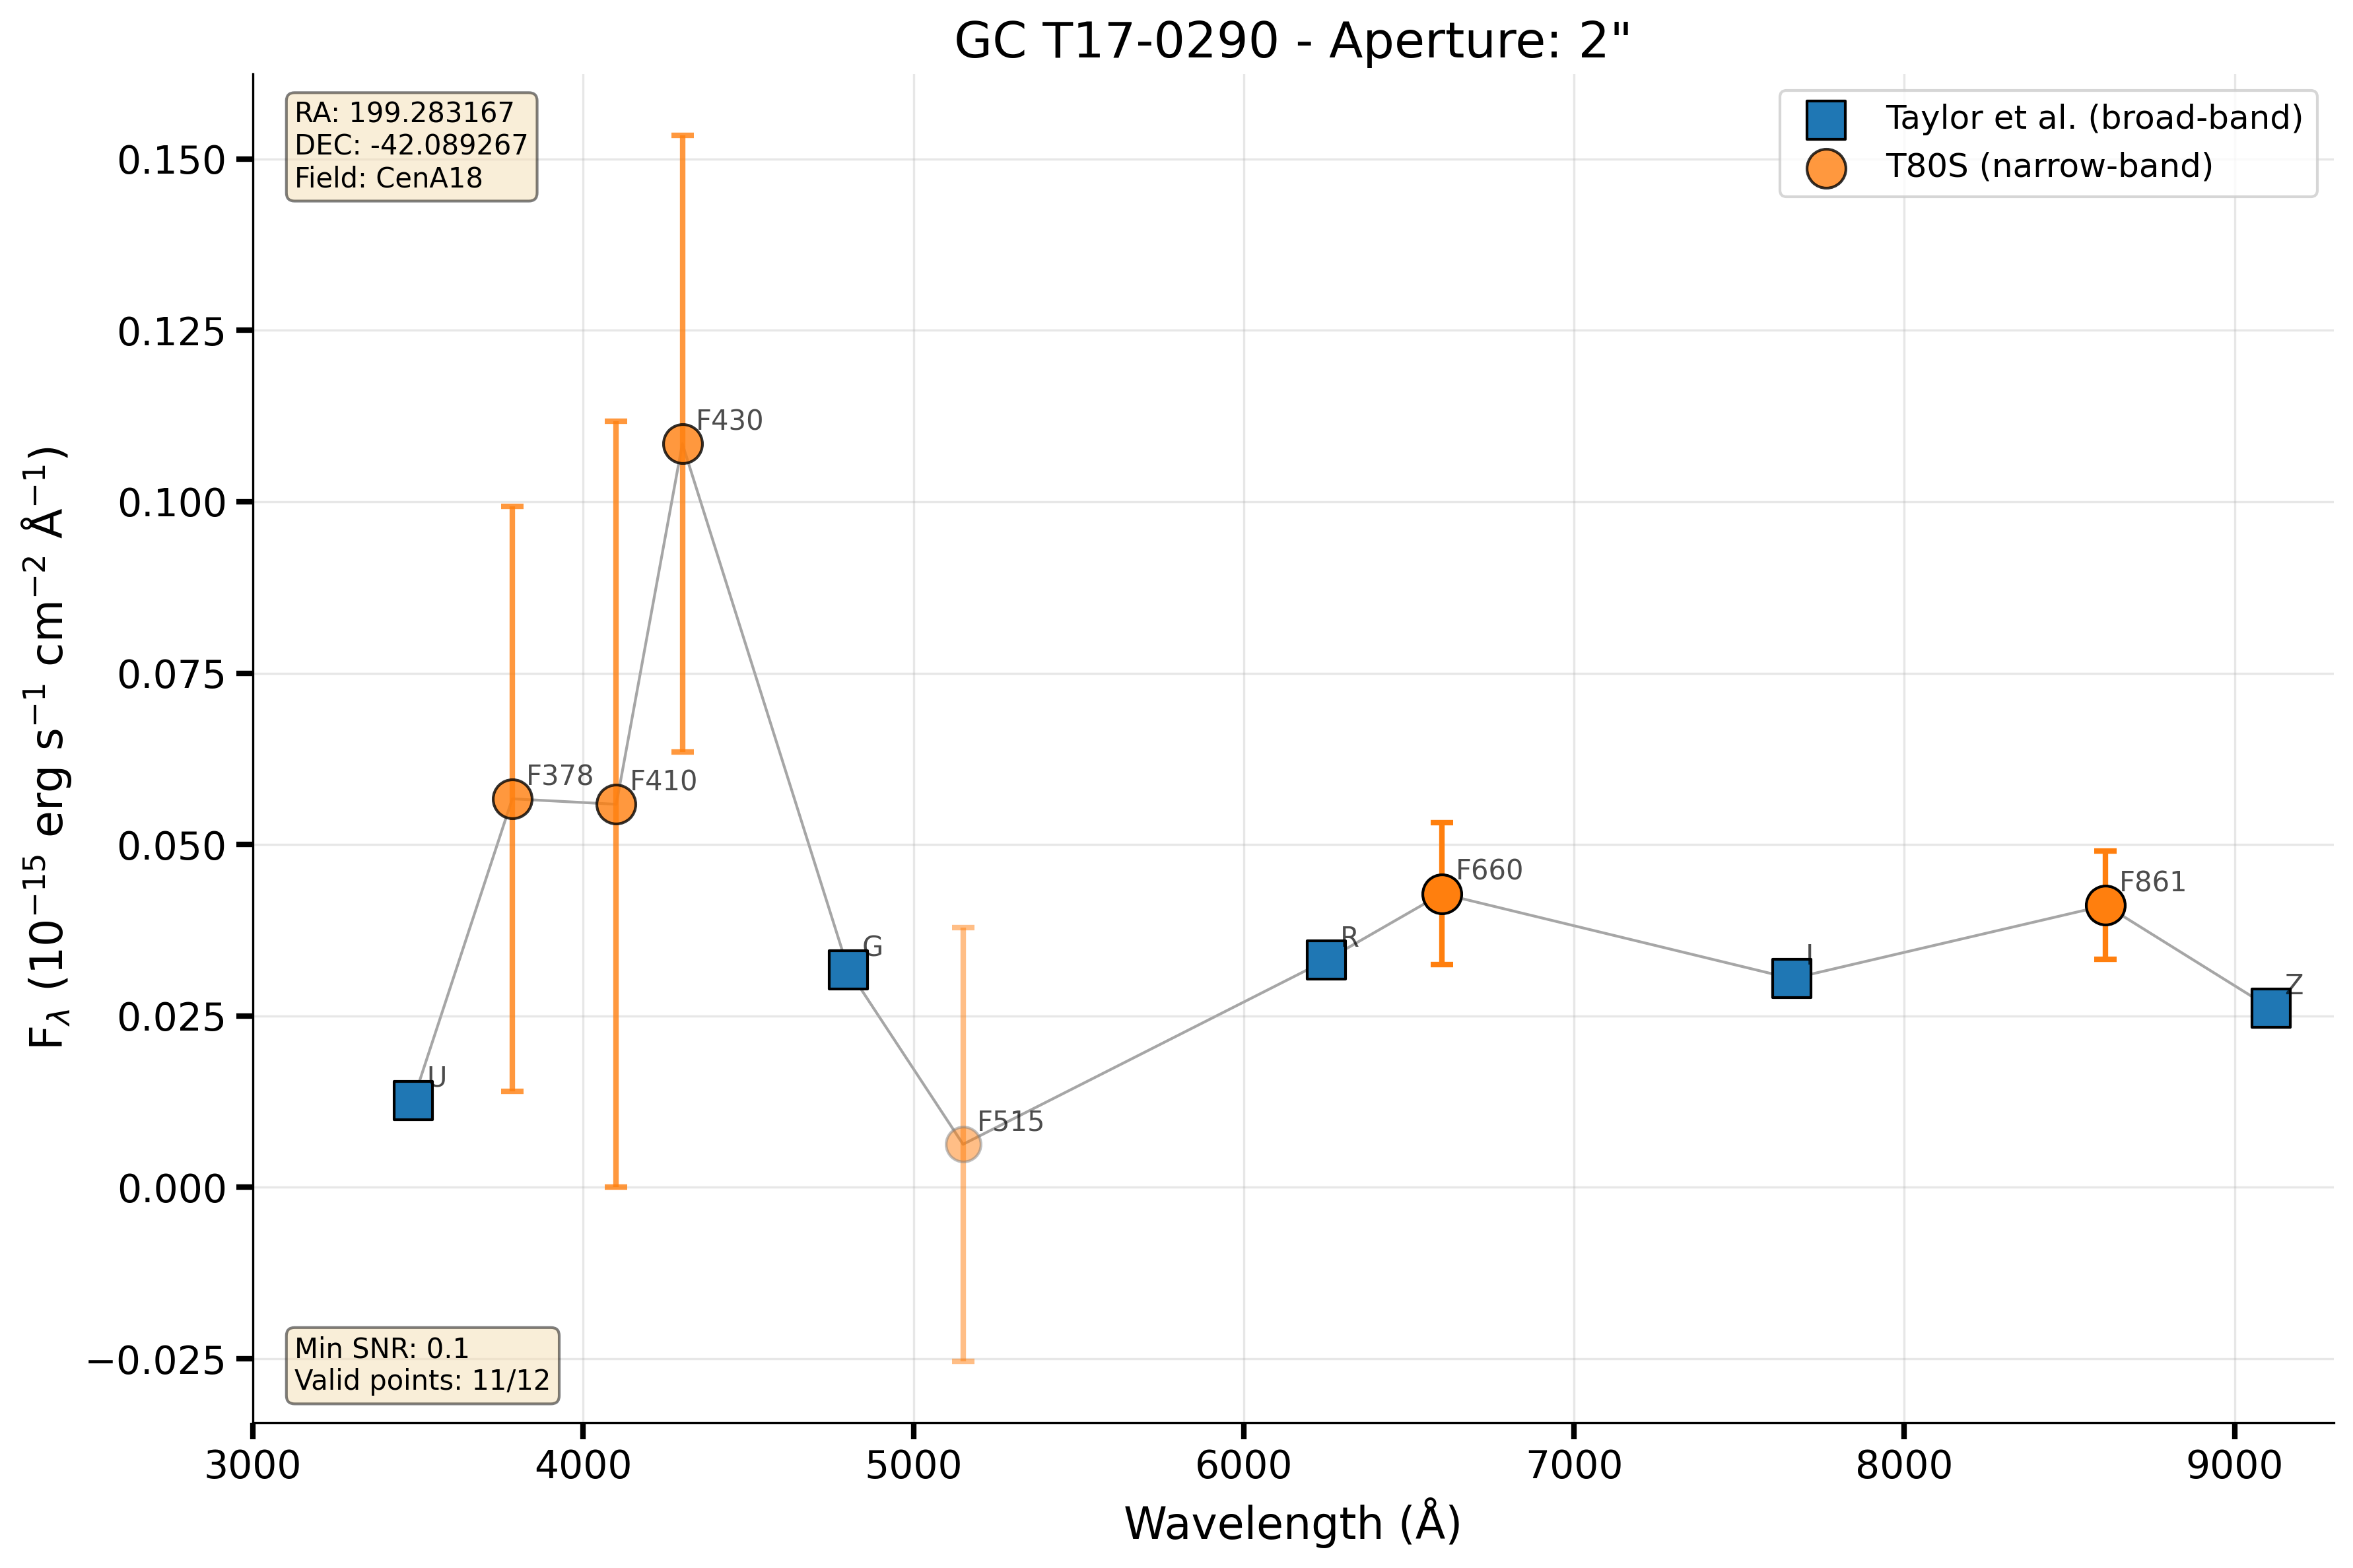 GC T17-0290 - Aperture: 2"
RA: 199.283167
DEC: -42.089267
Field: CenA18
Taylor et al. (broad-band)
T80S (narrow-band)
F_λ (10⁻¹⁵ erg s⁻¹ cm⁻² Å⁻¹)
0.150
0.125
0.100
0.075
0.050
0.025
0.000
−0.025
U
F378
F410
F430
G
F515
R
F660
I
F861
Z
Min SNR: 0.1
Valid points: 11/12
3000 4000 5000 6000 7000 8000 9000
Wavelength (Å)